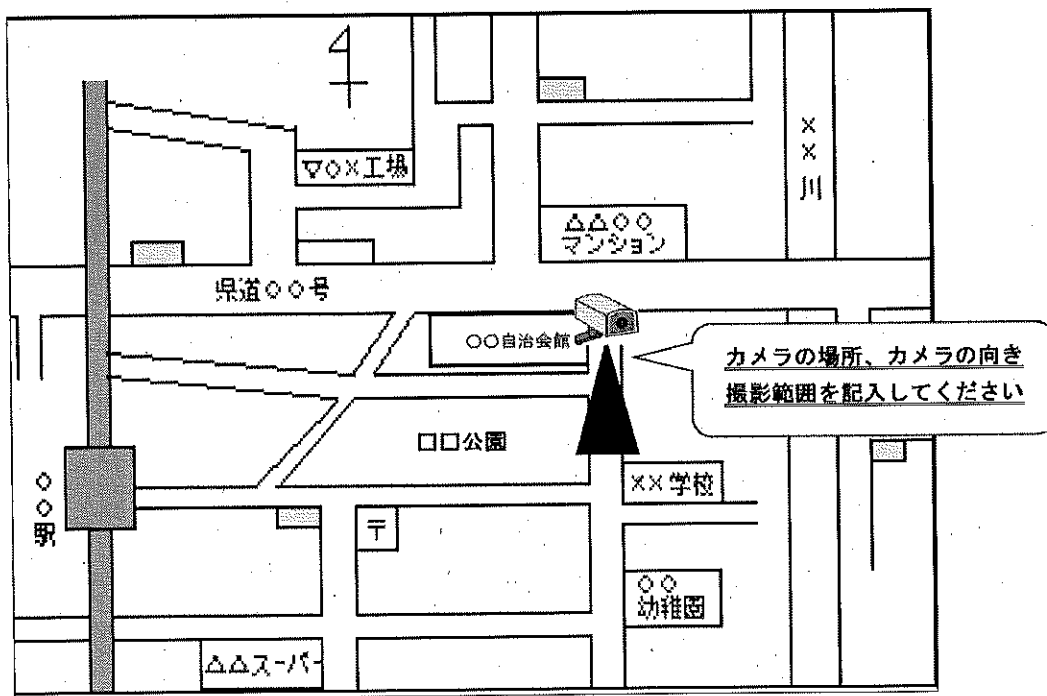 ▽○×工場
××川
△△○○
マンション
県道○○号
○○自治会館
カメラの場所、カメラの向き
撮影範囲を記入してください
□□公園
××学校
○○駅
〒
○○
幼稚園
△△スーパー